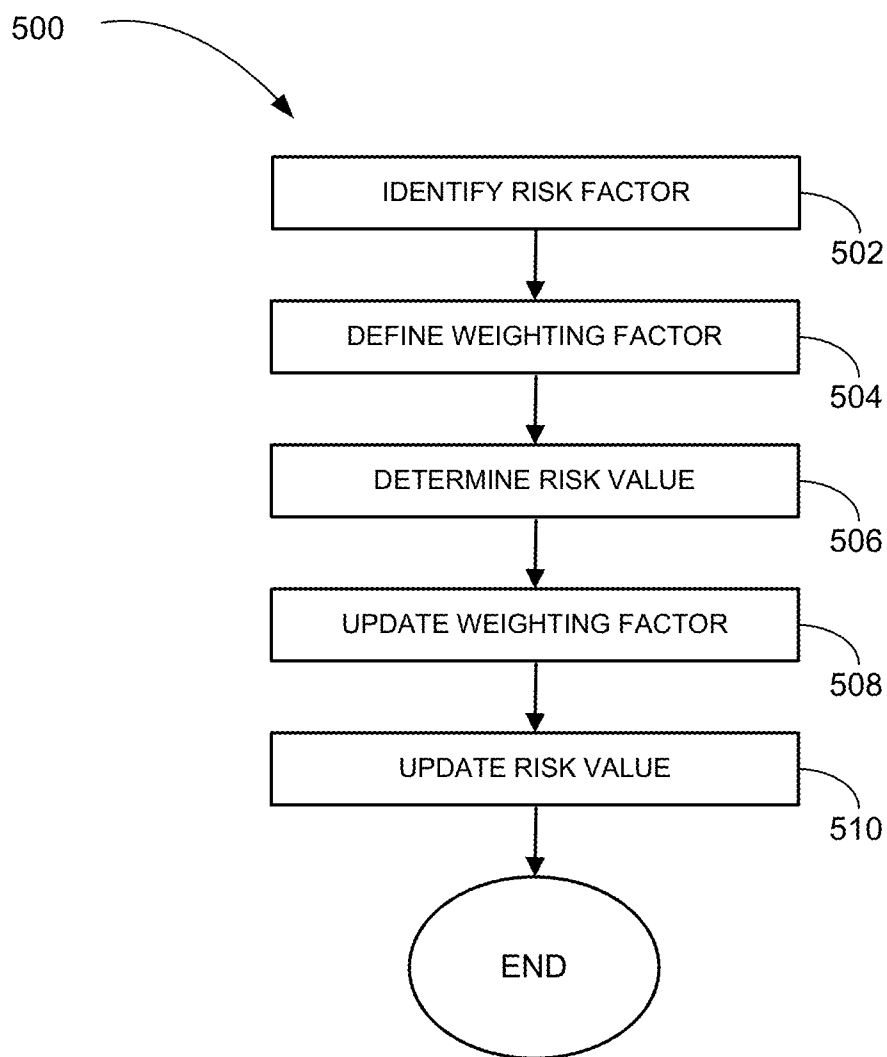 500
IDENTIFY RISK FACTOR
502
DEFINE WEIGHTING FACTOR
504
DETERMINE RISK VALUE
506
UPDATE WEIGHTING FACTOR
508
UPDATE RISK VALUE
510
END